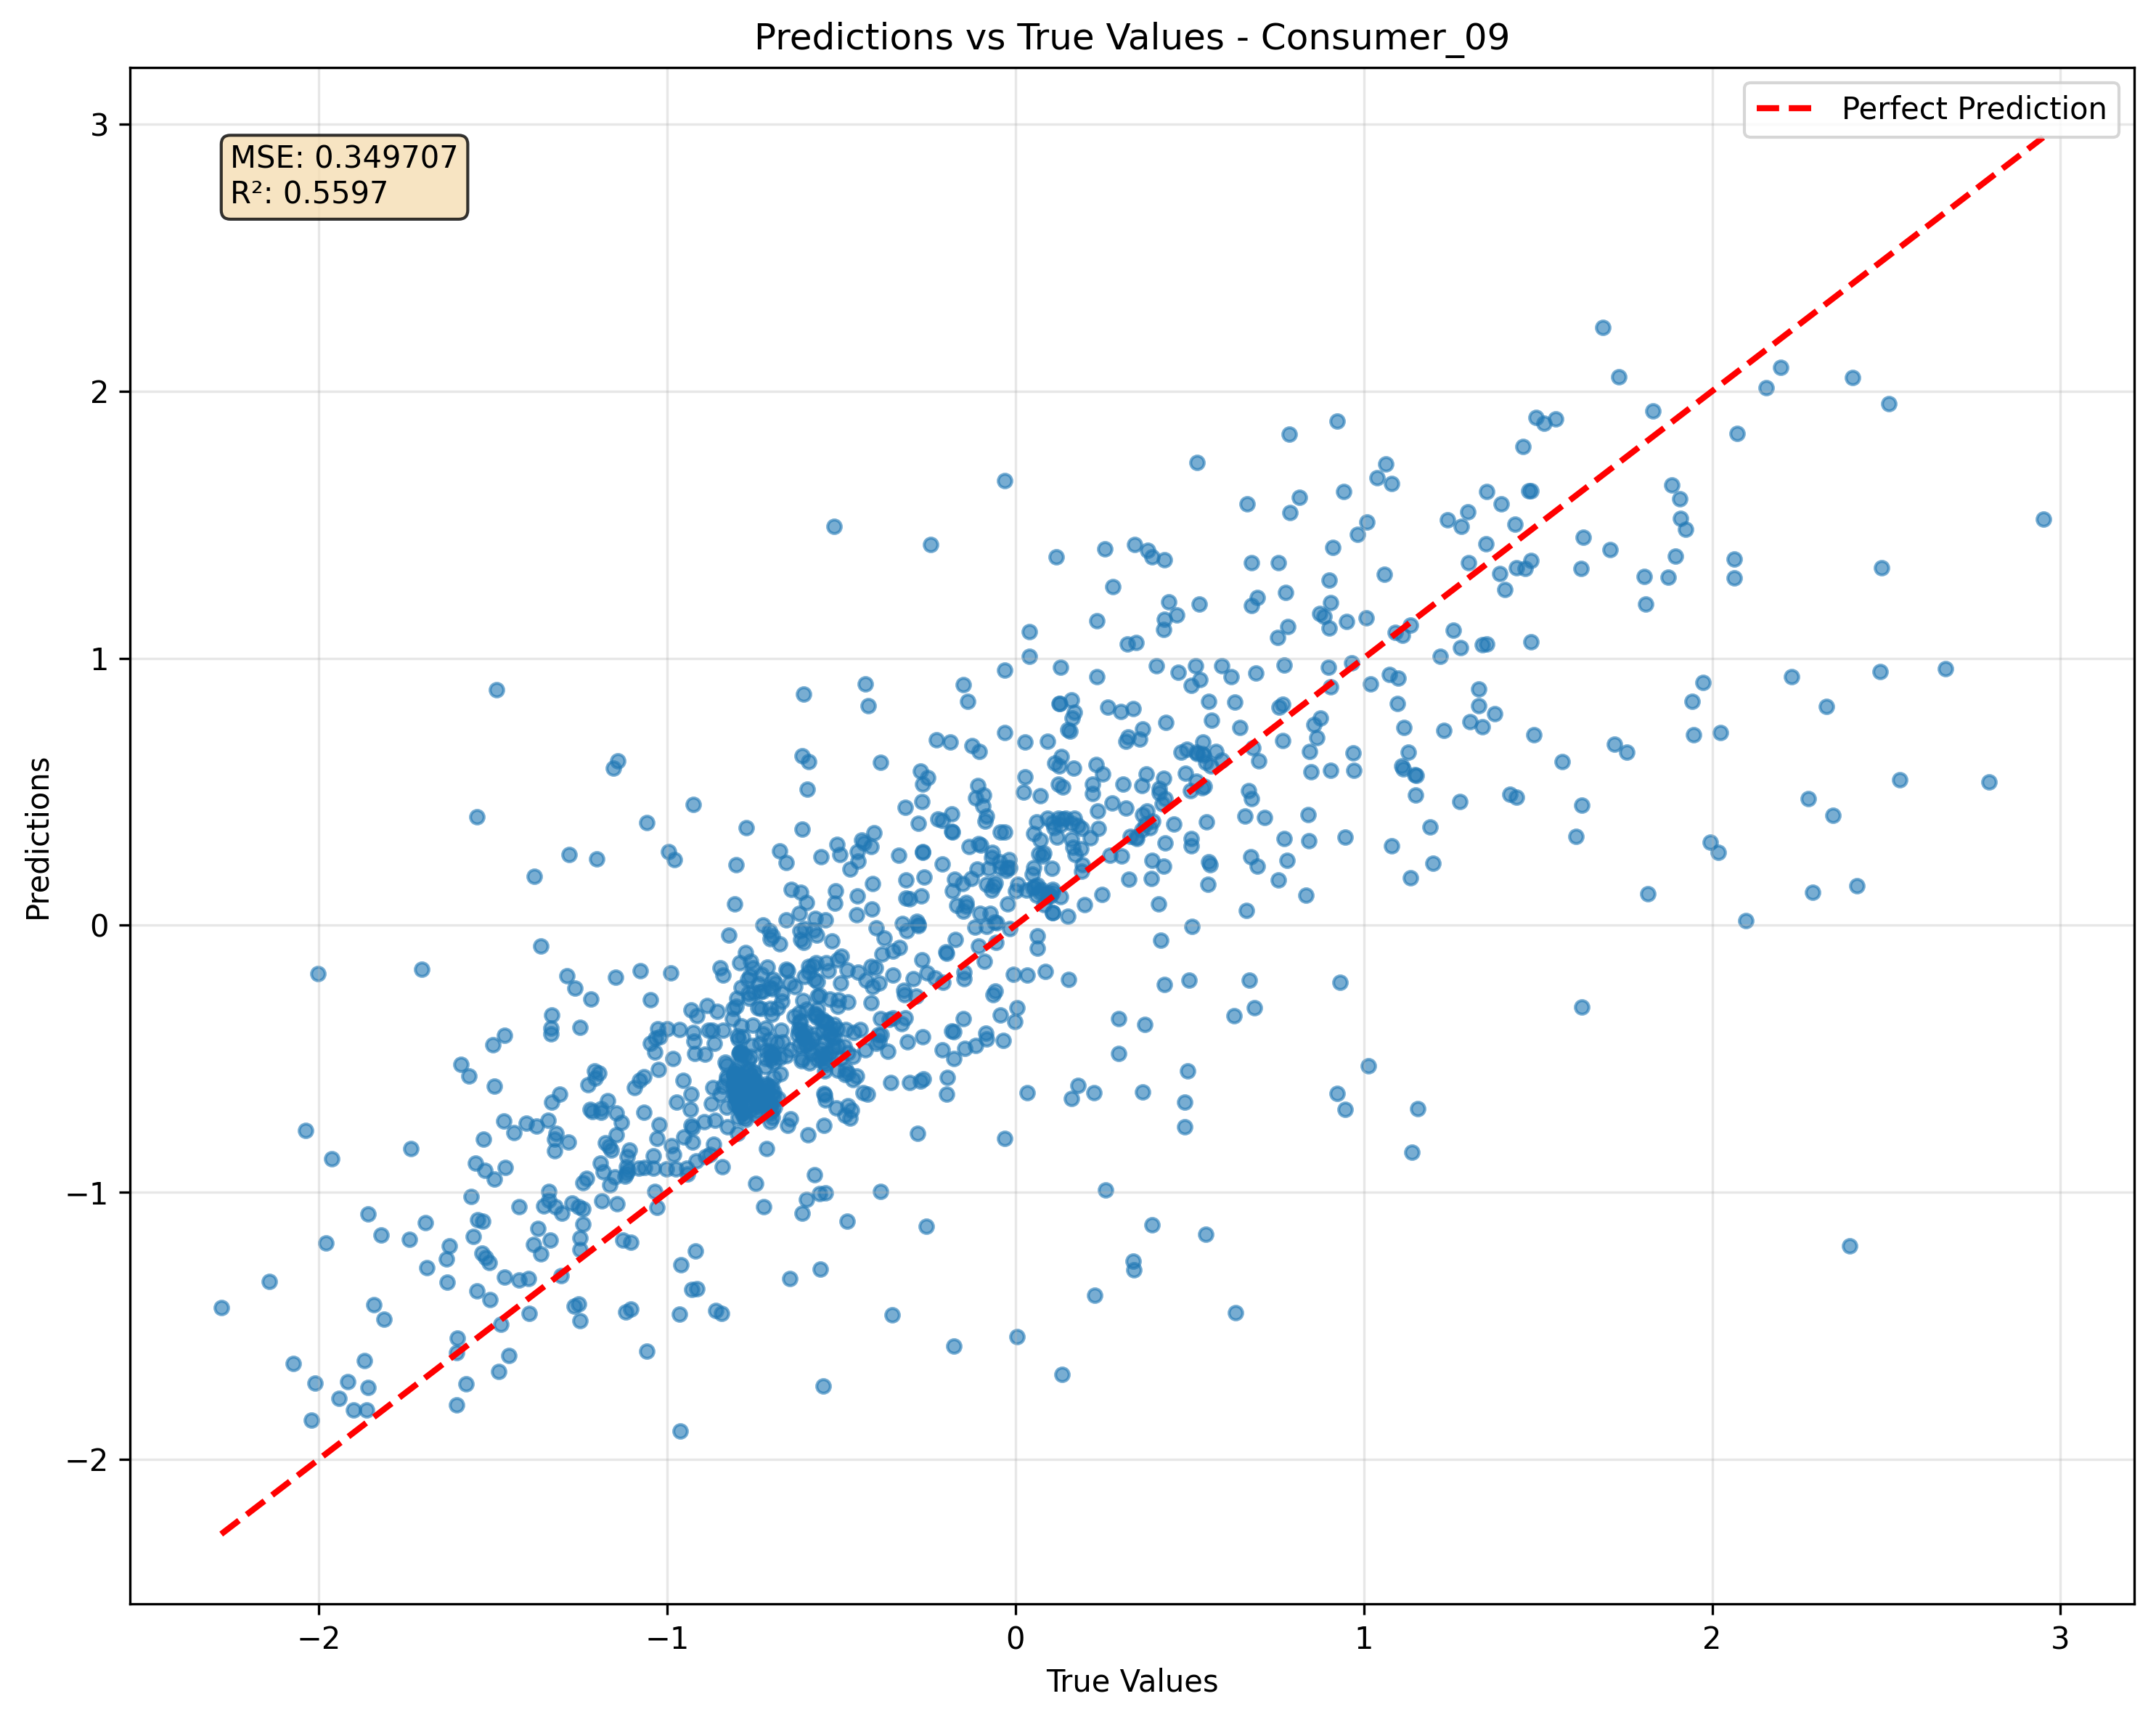 Predictions vs True Values - Consumer_09
MSE: 0.349707
R²: 0.5597
Perfect Prediction
Predictions
3
2
1
0
−1
−2
−2
−1
0
1
2
3
True Values